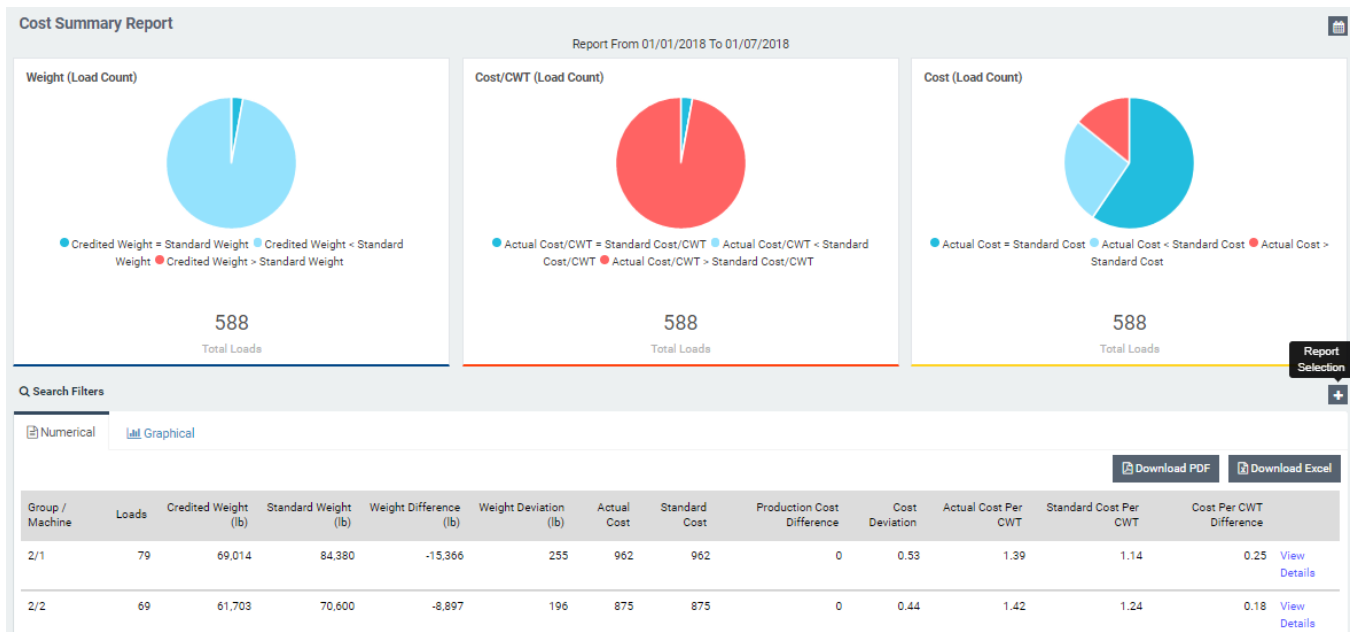 Cost Summary Report
Report From 01/01/2018 To 01/07/2018
Weight (Load Count)
Credited Weight = Standard Weight Credited Weight < Standard
Weight Credited Weight > Standard Weight
588
Total Loads
Cost/CWT (Load Count)
Actual Cost/CWT = Standard Cost/CWT Actual Cost/CWT < Standard
Cost/CWT Actual Cost/CWT > Standard Cost/CWT
588
Total Loads
Cost (Load Count)
Actual Cost = Standard Cost Actual Cost < Standard Cost Actual Cost >
Standard Cost
588
Total Loads
Report
Selection
Search Filters
Numerical Graphical
Download PDF Download Excel
Group / Machine Loads Credited Weight (lb) Standard Weight (lb) Weight Difference (lb) Weight Deviation (lb) Actual Cost Standard Cost Production Cost Difference Cost Deviation Actual Cost Per CWT Standard Cost Per CWT Cost Per CWT Difference
2/1 79 69,014 84,380 -15,366 255 962 962 0 0.53 1.39 1.14 0.25 View Details
2/2 69 61,703 70,600 -8,897 196 875 875 0 0.44 1.42 1.24 0.18 View Details